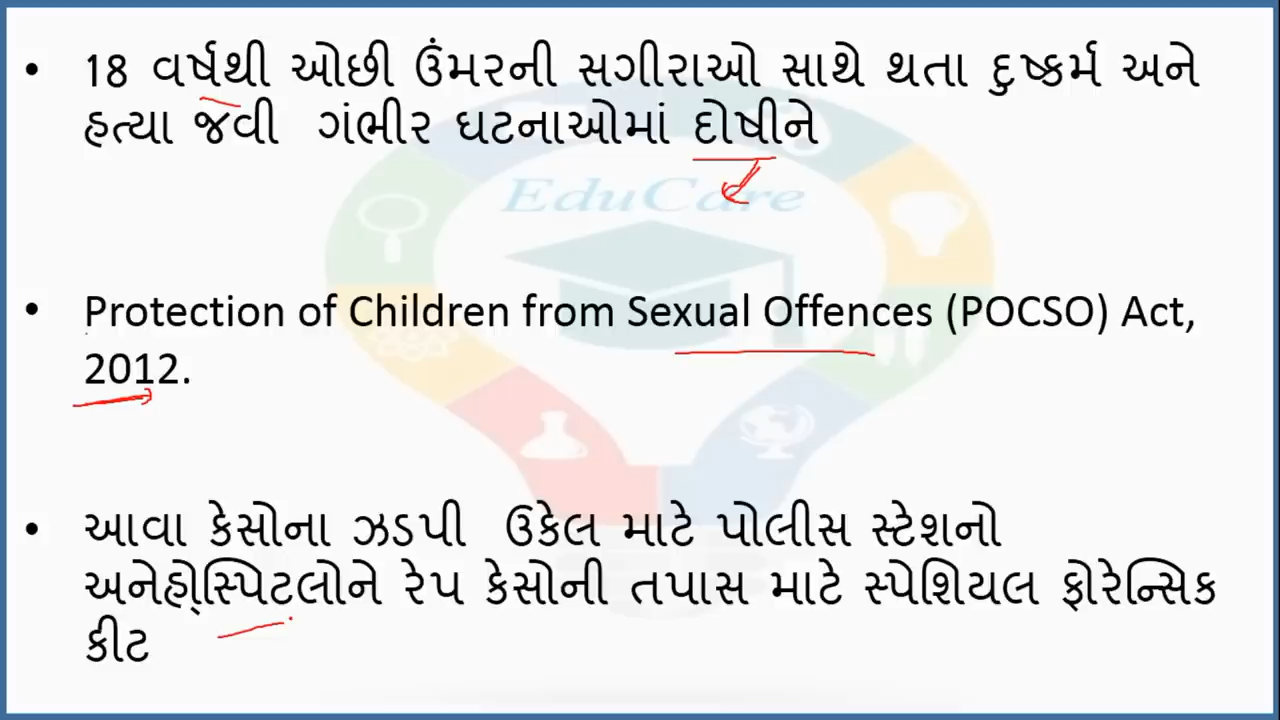 • 18 વર્ષથી ઓછી ઉંમરની સગીરાઓ સાથે થતા દુષ્કર્મ અને
હત્યા જેવી ગંભીર ઘટનાઓમાં દોષીને
EduCare
• Protection of Children from Sexual Offences (POCSO) Act,
2012.
• આવા કેસોના ઝડપી ઉકેલ માટે પોલીસ સ્ટેશનો
અનેહોસ્પિટલોને રેપ કેસોની તપાસ માટે સ્પેશિયલ ફોરેન્સિક
કીટ